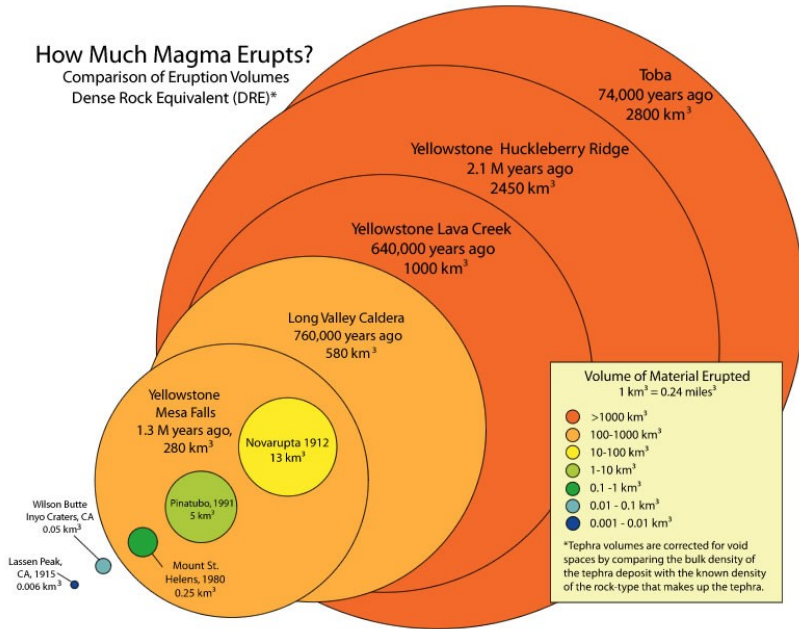 How Much Magma Erupts?
Comparison of Eruption Volumes
Dense Rock Equivalent (DRE)*
Toba
74,000 years ago
2800 km³
Yellowstone Huckleberry Ridge
2.1 M years ago
2450 km³
Yellowstone Lava Creek
640,000 years ago
1000 km³
Long Valley Caldera
760,000 years ago
580 km³
Yellowstone
Mesa Falls
1.3 M years ago,
280 km³
Novarupta 1912
13 km³
Pinatubo, 1991
5 km³
Wilson Butte
Inyo Craters, CA
0.05 km³
Lassen Peak,
CA, 1915
0.006 km³
Mount St.
Helens, 1980
0.25 km³
Volume of Material Erupted
1 km³ = 0.24 miles³
>1000 km³
100-1000 km³
10-100 km³
1-10 km³
0.1 -1 km³
0.01 - 0.1 km³
0.001 - 0.01 km³
*Tephra volumes are corrected for void
spaces by comparing the bulk density of
the tephra deposit with the known density
of the rock-type that makes up the tephra.